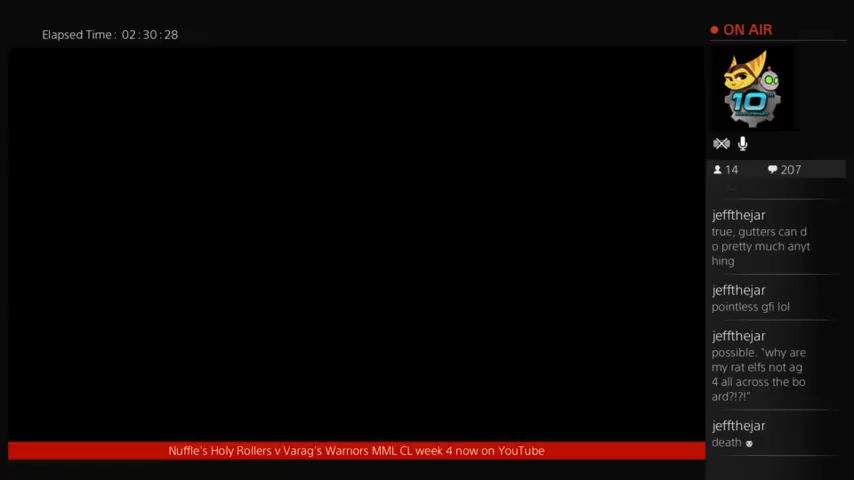 Elapsed Time: 02:30:28
ON AIR
10
14 207
jeffthejar
true, gutters can d
o pretty much anyt
hing
jeffthejar
pointless gfi lol
jeffthejar
possible. "why are
my rat elfs not ag
4 all across the bo
ard?!?!"
jeffthejar
death
Nuffle's Holy Rollers v Varag's Warriors MML CL week 4 now on YouTube